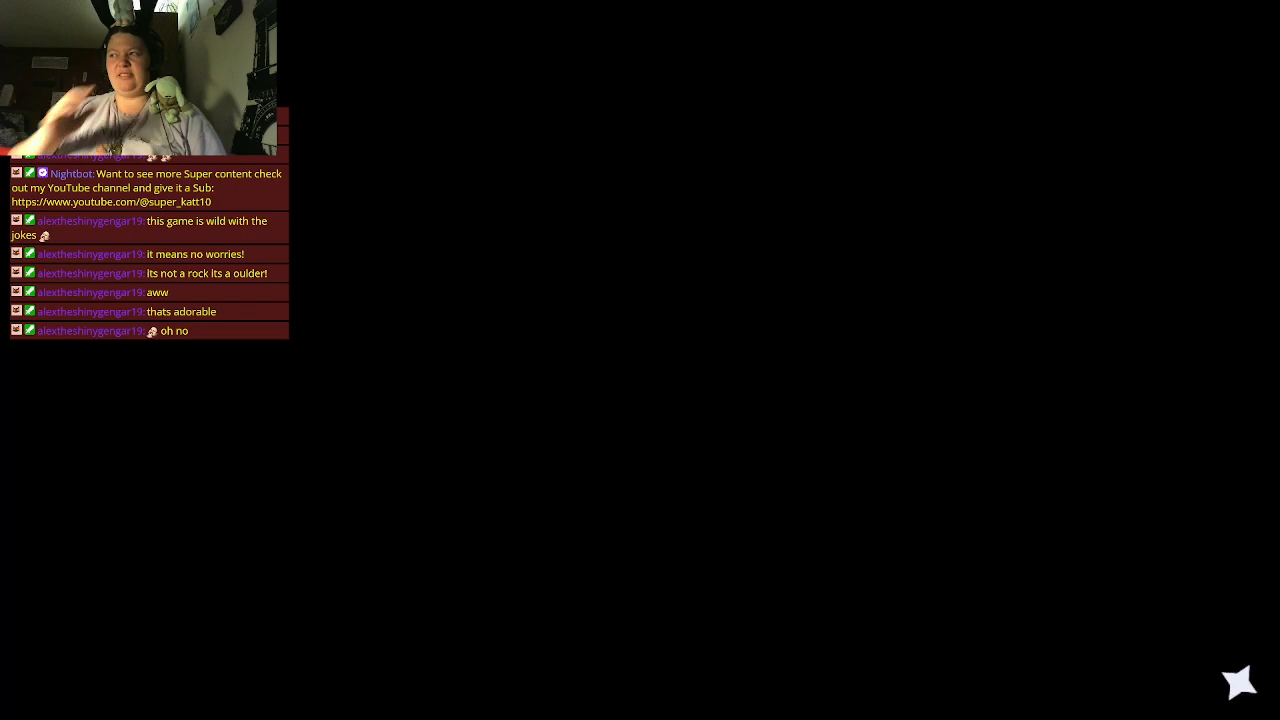 alextheshinygengar19:
Nightbot: Want to see more Super content check
out my YouTube channel and give it a Sub:
https://www.youtube.com/@super_katt10
alextheshinygengar19: this game is wild with the
jokes
alextheshinygengar19: it means no worries!
alextheshinygengar19: its not a rock its a oulder!
alextheshinygengar19: aww
alextheshinygengar19: thats adorable
alextheshinygengar19: oh no